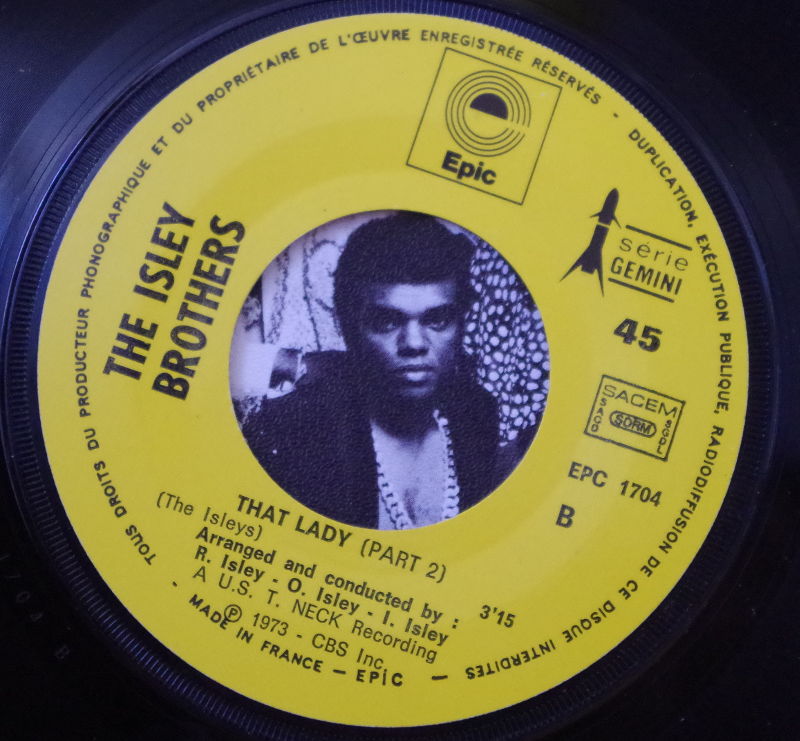 TOUS DROITS DU PRODUCTEUR PHONOGRAPHIQUE ET DU PROPRIÉTAIRE DE L'ŒUVRE ENREGISTRÉE RÉSERVÉS - DUPLICATION, EXÉCUTION PUBLIQUE, RADIODIFFUSION DE CE DISQUE INTERDITES -
Epic
THE ISLEY
BROTHERS
série
GEMINI
45
SACEM
SACD SDRM SGDL
EPC 1704
B
THAT LADY (PART 2)
(The Isleys)
Arranged and conducted by :
R. Isley - O. Isley - I. Isley
3'15
A U.S. T. NECK Recording
℗ 1973 - CBS Inc.
- MADE IN FRANCE - EPiC